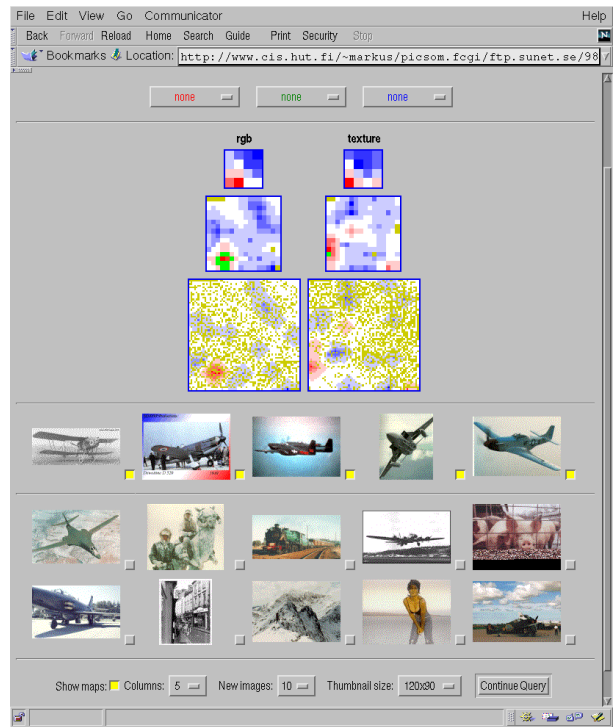 File Edit View Go Communicator Help
Back Forward Reload Home Search Guide Print Security Stop N
Bookmarks Location: http://www.cis.hut.fi/~markus/picsom.fcgi/ftp.sunet.se/98
none none none
rgb texture
Show maps: Columns: 5 New images: 10 Thumbnail size: 120x90 Continue Query